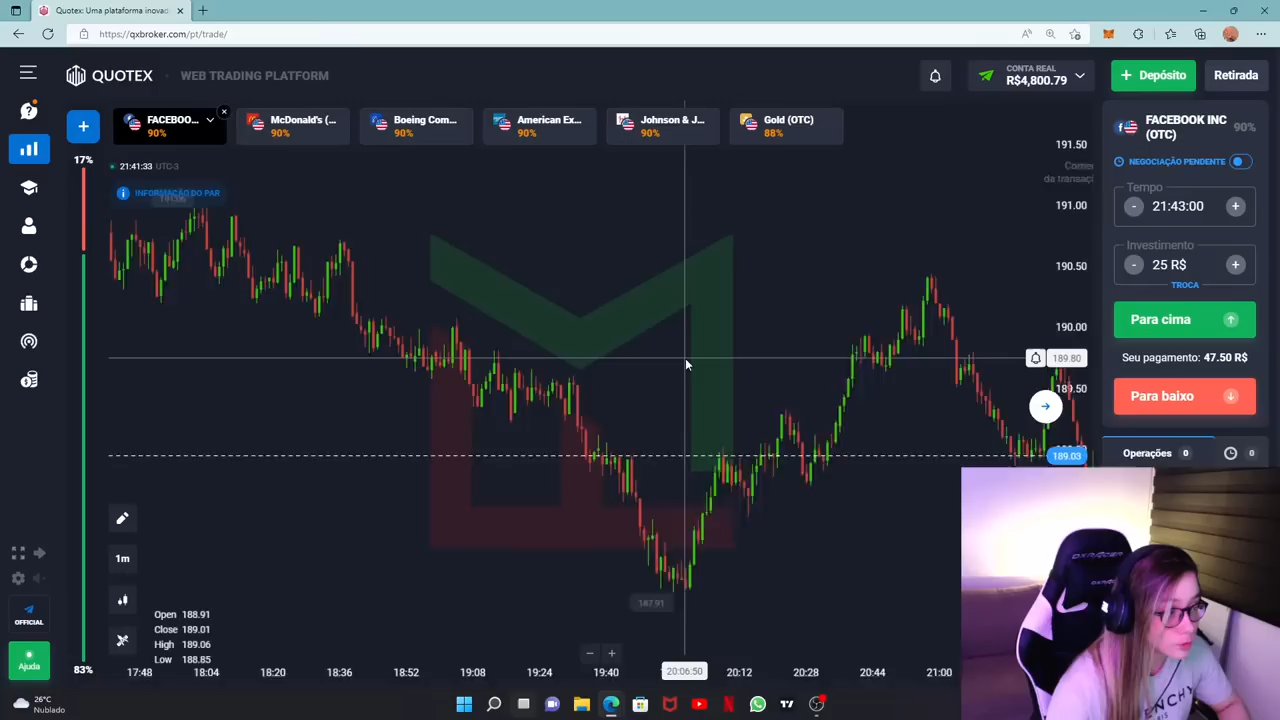 Quotex: Uma plataforma inovad
https://qxbroker.com/pt/trade/
QUOTEX
WEB TRADING PLATFORM
CONTA REAL
R$4,800.79
+ Depósito
Retirada
FACEBOO...
90%
McDonald's (...
90%
Boeing Com...
90%
American Ex...
90%
Johnson & J...
90%
Gold (OTC)
88%
17%
21:41:33 UTC-3
INFORMAÇÃO DO PAR
191.50
da transaçã
191.00
190.50
190.00
189.80
189.50
189.03
187.91
FACEBOOK INC
(OTC)
90%
NEGOCIAÇÃO PENDENTE
Tempo
- 21:43:00 +
Investimento
- 25 R$ +
TROCA
Para cima
Seu pagamento: 47.50 R$
Para baixo
Operações 0
0
1m
Open 188.91
Close 189.01
High 189.06
Low 188.85
OFFICIAL
Ajuda
83%
17:48 18:04 18:20 18:36 18:52 19:08 19:24 19:40 20:06:50 20:12 20:28 20:44 21:00
26°C
Nublado
DXRACER